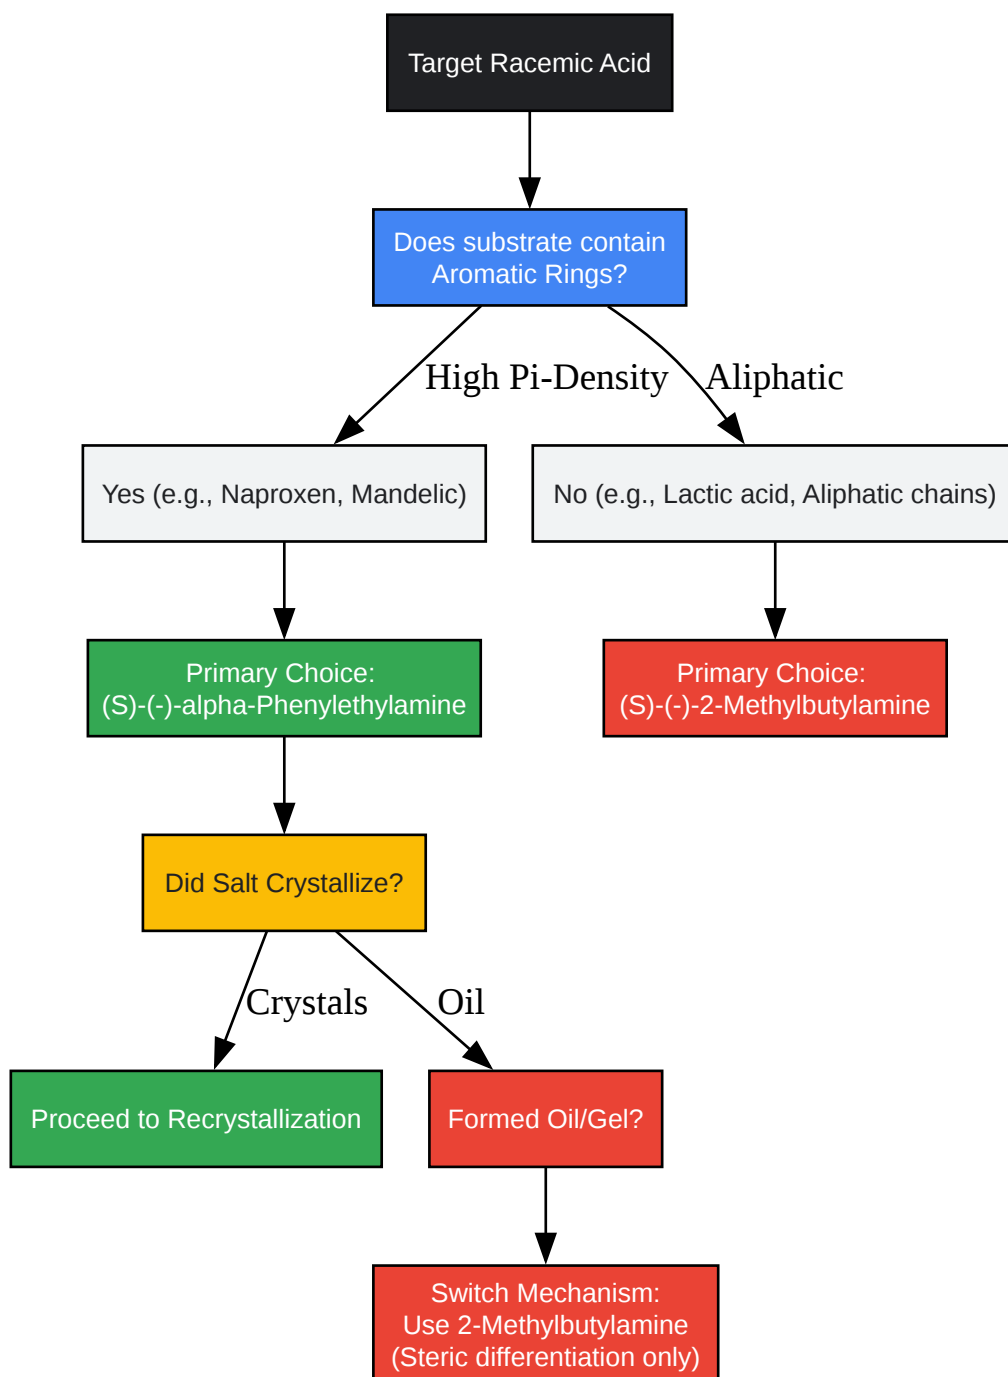 Target Racemic Acid
Does substrate contain
Aromatic Rings?
High Pi-Density
Aliphatic
Yes (e.g., Naproxen, Mandelic)
No (e.g., Lactic acid, Aliphatic chains)
Primary Choice:
(S)-(-)-alpha-Phenylethylamine
Primary Choice:
(S)-(-)-2-Methylbutylamine
Did Salt Crystallize?
Crystals
Oil
Proceed to Recrystallization
Formed Oil/Gel?
Switch Mechanism:
Use 2-Methylbutylamine
(Steric differentiation only)